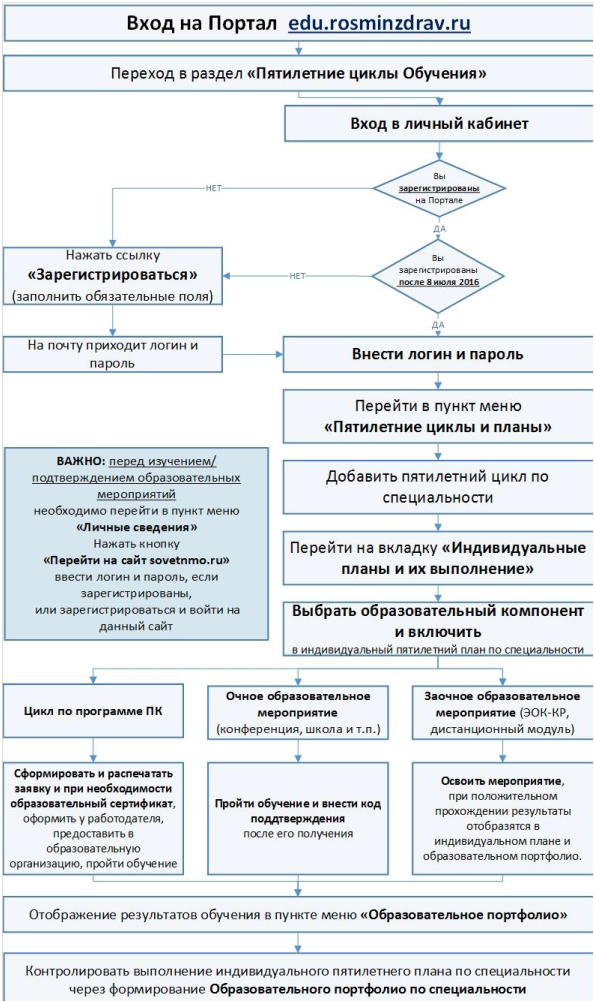 Вход на Портал edu.rosminzdrav.ru
Переход в раздел «Пятилетние циклы Обучения»
Вход в личный кабинет
Вы
зарегистрированы
на Портале
НЕТ
ДА
Нажать ссылку
«Зарегистрироваться»
(заполнить обязательные поля)
Вы
зарегистрированы
после 8 июля 2016
НЕТ
ДА
На почту приходит логин и
пароль
Внести логин и пароль
Перейти в пункт меню
«Пятилетние циклы и планы»
ВАЖНО: перед изучением/
подтверждением образовательных
мероприятий
необходимо перейти в пункт меню
«Личные сведения»
Нажать кнопку
«Перейти на сайт sovetnmo.ru»
ввести логин и пароль, если
зарегистрированы,
или зарегистрироваться и войти на
данный сайт
Добавить пятилетний цикл по
специальности
Перейти на вкладку «Индивидуальные
планы и их выполнение»
Выбрать образовательный компонент
и включить
в индивидуальный пятилетний план по специальности
Цикл по программе ПК
Очное образовательное
мероприятие
(конференция, школа и т.п.)
Заочное образовательное
мероприятие (ЭОК-КР,
дистанционный модуль)
Сформировать и распечатать
заявку и при необходимости
образовательный сертификат,
оформить у работодателя,
предоставить в
образовательную
организацию, пройти обучение
Пройти обучение и внести код
поддтверждения
после его получения
Освоить мероприятие,
при положительном
прохождении результаты
отобразятся в
индивидуальном плане и
образовательном портфолио.
Отображение результатов обучения в пункте меню «Образовательное портфолио»
Контролировать выполнение индивидуального пятилетнего плана по специальности
через формирование Образовательного портфолио по специальности